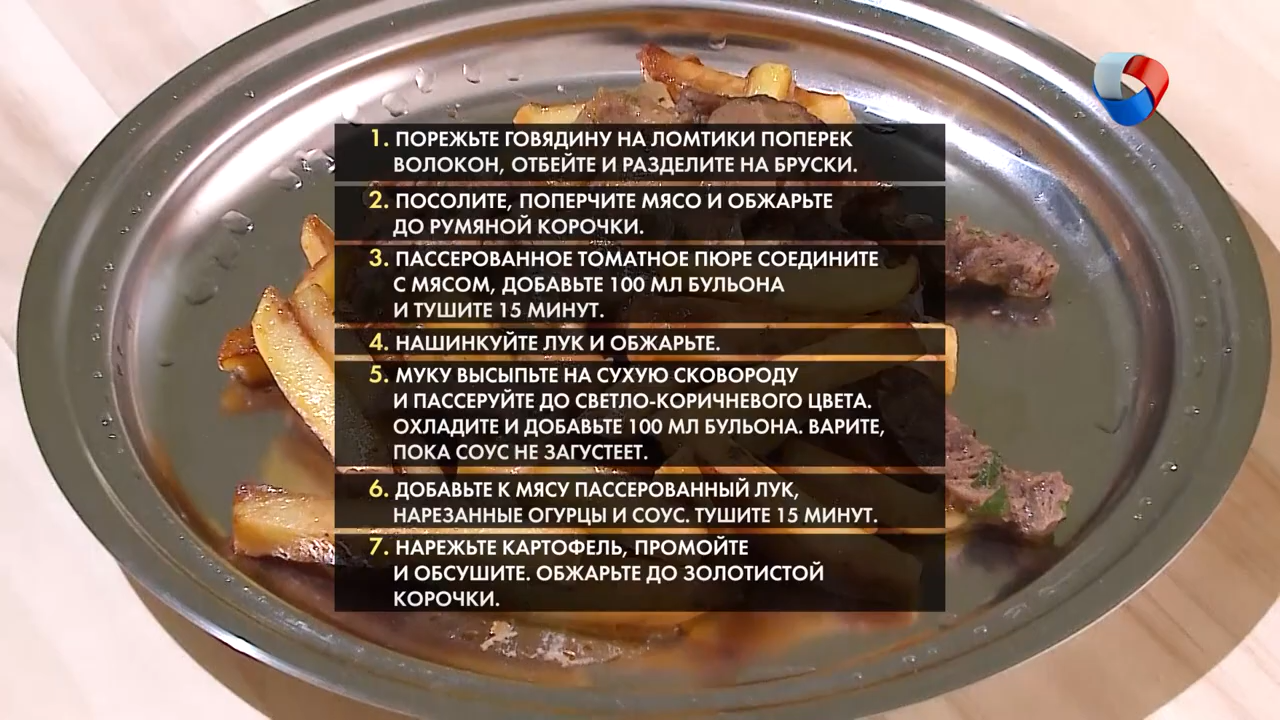 1. ПОРЕЖЬТЕ ГОВЯДИНУ НА ЛОМТИКИ ПОПЕРЕК
ВОЛОКОН, ОТБЕЙТЕ И РАЗДЕЛИТЕ НА БРУСКИ.
2. ПОСОЛИТЕ, ПОПЕРЧИТЕ МЯСО И ОБЖАРЬТЕ
ДО РУМЯНОЙ КОРОЧКИ.
3. ПАССЕРОВАННОЕ ТОМАТНОЕ ПЮРЕ СОЕДИНИТЕ
С МЯСОМ, ДОБАВЬТЕ 100 МЛ БУЛЬОНА
И ТУШИТЕ 15 МИНУТ.
4. НАШИНКУЙТЕ ЛУК И ОБЖАРЬТЕ.
5. МУКУ ВЫСЫПЬТЕ НА СУХУЮ СКОВОРОДУ
И ПАССЕРУЙТЕ ДО СВЕТЛО-КОРИЧНЕВОГО ЦВЕТА.
ОХЛАДИТЕ И ДОБАВЬТЕ 100 МЛ БУЛЬОНА. ВАРИТЕ,
ПОКА СОУС НЕ ЗАГУСТЕЕТ.
6. ДОБАВЬТЕ К МЯСУ ПАССЕРОВАННЫЙ ЛУК,
НАРЕЗАННЫЕ ОГУРЦЫ И СОУС. ТУШИТЕ 15 МИНУТ.
7. НАРЕЖЬТЕ КАРТОФЕЛЬ, ПРОМОЙТЕ
И ОБСУШИТЕ. ОБЖАРЬТЕ ДО ЗОЛОТИСТОЙ
КОРОЧКИ.